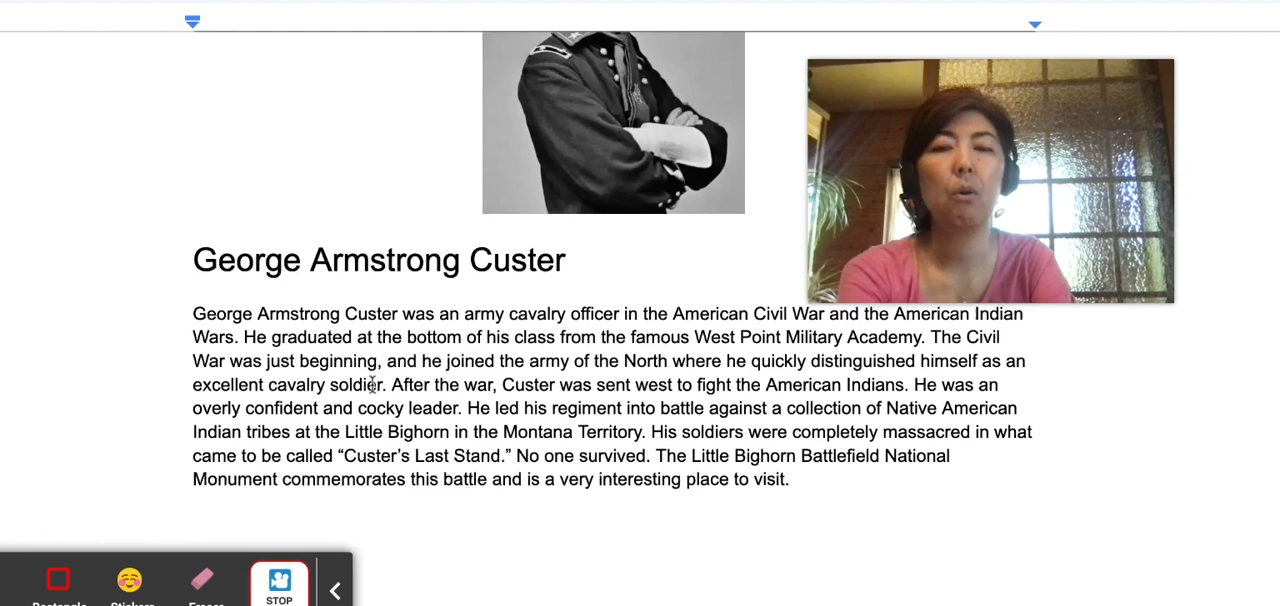 George Armstrong Custer
George Armstrong Custer was an army cavalry officer in the American Civil War and the American Indian
Wars. He graduated at the bottom of his class from the famous West Point Military Academy. The Civil
War was just beginning, and he joined the army of the North where he quickly distinguished himself as an
excellent cavalry soldier. After the war, Custer was sent west to fight the American Indians. He was an
overly confident and cocky leader. He led his regiment into battle against a collection of Native American
Indian tribes at the Little Bighorn in the Montana Territory. His soldiers were completely massacred in what
came to be called “Custer’s Last Stand.” No one survived. The Little Bighorn Battlefield National
Monument commemorates this battle and is a very interesting place to visit.
STOP